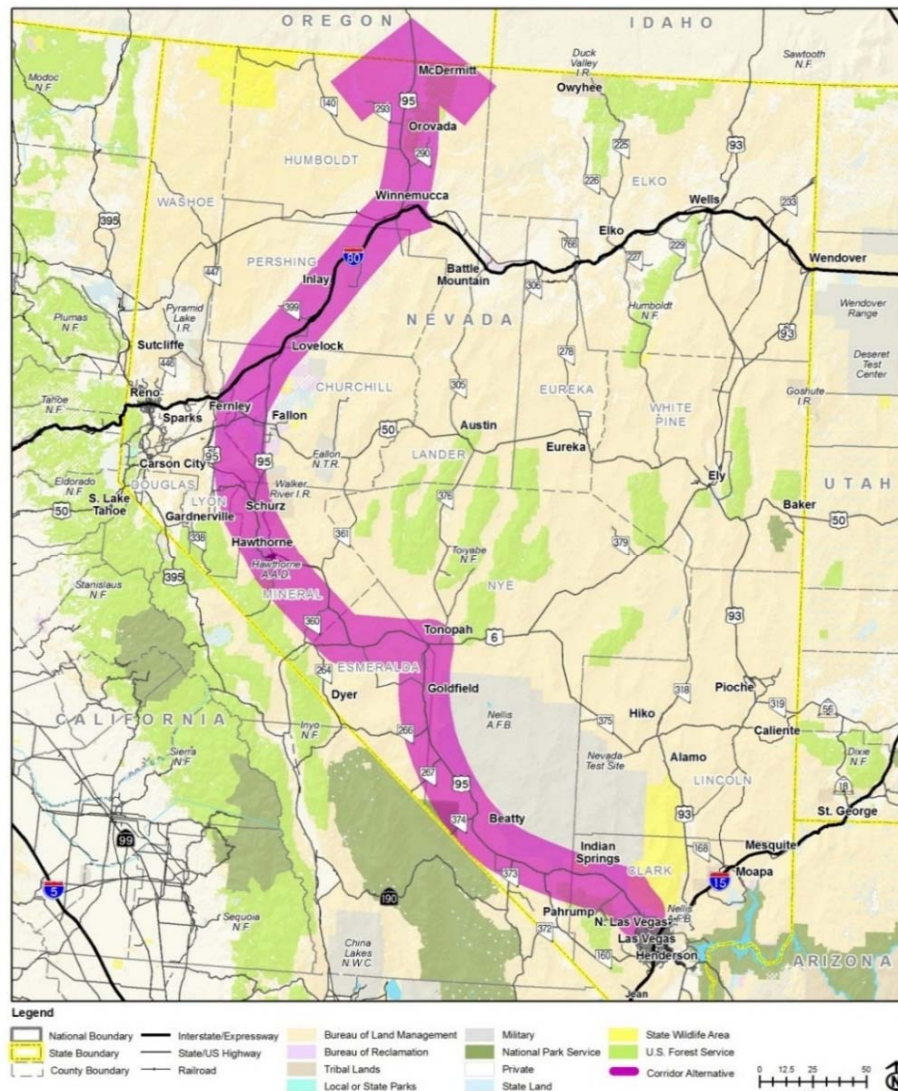 OREGON
IDAHO
Modoc
N.F.
McDermitt
Duck
Valley
I.R.
Sawtooth
N.F.
Owyhee
95
293
140
Orovada
290
225
93
HUMBOLDT
226
ELKO
WASHOE
Winnemucca
Wells
233
395
Elko
80
766
229
447
PERSHING
Battle
Mountain
227
Wendover
Inlay
306
Humboldt
N.F.
Wendover
Range
Plumas
N.F.
Pyramid
Lake
I.R.
399
NEVADA
93
Sutcliffe
Lovelock
278
Deseret
Test
Center
446
CHURCHILL
305
EUREKA
Goshute
I.R.
Tahoe
N.F.
Reno
Fernley
WHITE
PINE
Sparks
Fallon
50
Austin
Eureka
95
95
Fallon
N.T.R.
LANDER
Carson City
Eldorado
N.F.
DOUGLAS
Walker
River I.R.
Ely
UTAH
S. Lake
Tahoe
LYON
Schurz
376
Baker
50
Gardnerville
50
338
361
379
Hawthorne
Toiyabe
N.F.
395
Hawthorne
A.A.D.
Stanislaus
N.F.
MINERAL
NYE
93
360
Tonopah
6
ESMERALDA
264
Pioche
Dyer
Goldfield
318
319
56
CALIFORNIA
Nellis
A.F.B.
375
Hiko
Caliente
Inyo
N.F.
266
Sierra
N.F.
Nevada
Test Site
Alamo
Dixie
N.F.
267
LINCOLN
18
95
93
St. George
99
374
Beatty
Indian
Springs
168
Mesquite
5
373
CLARK
15
Moapa
190
Pahrump
Nellis
A.F.B.
N. Las Vegas
Sequoia
N.F.
372
Las Vegas
China
Lakes
N.W.C.
160
Henderson
ARIZONA
Jean
Legend
National Boundary
State Boundary
County Boundary
Interstate/Expressway
State/US Highway
Railroad
Bureau of Land Management
Bureau of Reclamation
Tribal Lands
Local or State Parks
Military
National Park Service
Private
State Land
State Wildlife Area
U.S. Forest Service
Corridor Alternative
0 15 50
N